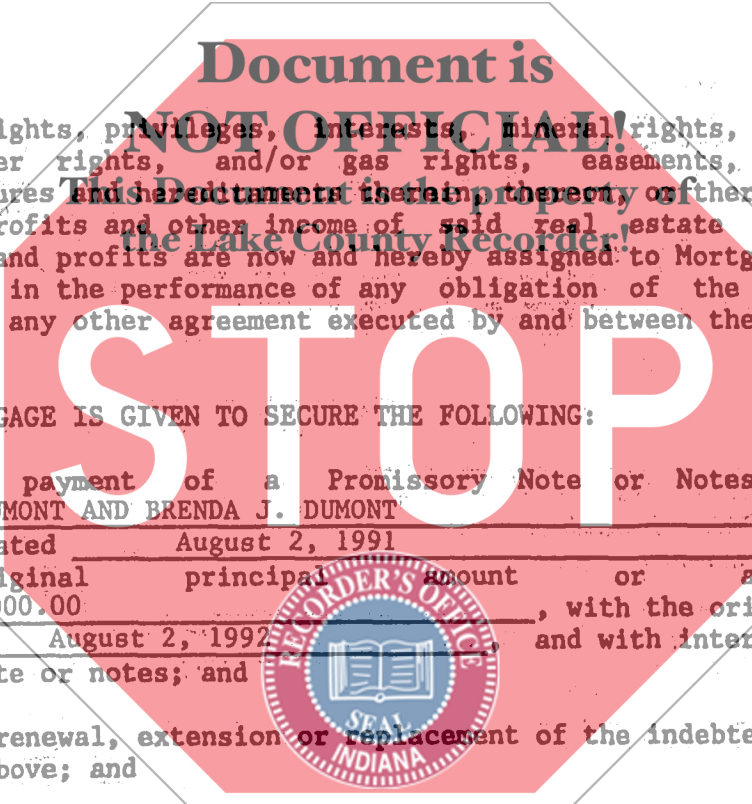 Document is
NOT OFFICIAL!
This Document is the property of
the Lake County Recorder!
STOP
ights, privileges, interests, mineral rights,
er rights, and/or gas rights, easements,
ures and hereditaments therein, thereon, or ther
rofits and other income of said real estate
and profits are now and hereby assigned to Mortg
in the performance of any obligation of the
any other agreement executed by and between the
GAGE IS GIVEN TO SECURE THE FOLLOWING:
payment of a Promissory Note or Notes
UMONT AND BRENDA J. DUMONT
ated August 2, 1991
iginal principal amount or a
000.00 , with the ori
August 2, 1992 , and with inter
te or notes; and
RECORDER'S OFFICE
SEAL
INDIANA
renewal, extension or replacement of the indebte
bove; and